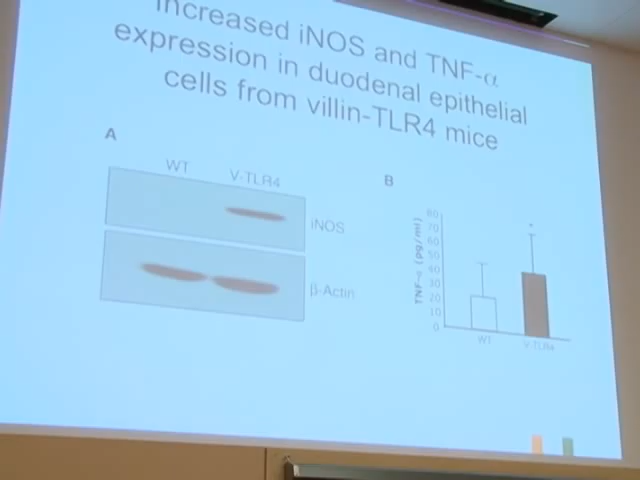 Increased iNOS and TNF-α
expression in duodenal epithelial
cells from villin-TLR4 mice
A
WT V-TLR4
iNOS
β-Actin
B
TNF-α (pg/ml)
80
70
60
50
40
30
20
10
0
*
WT V-TLR4